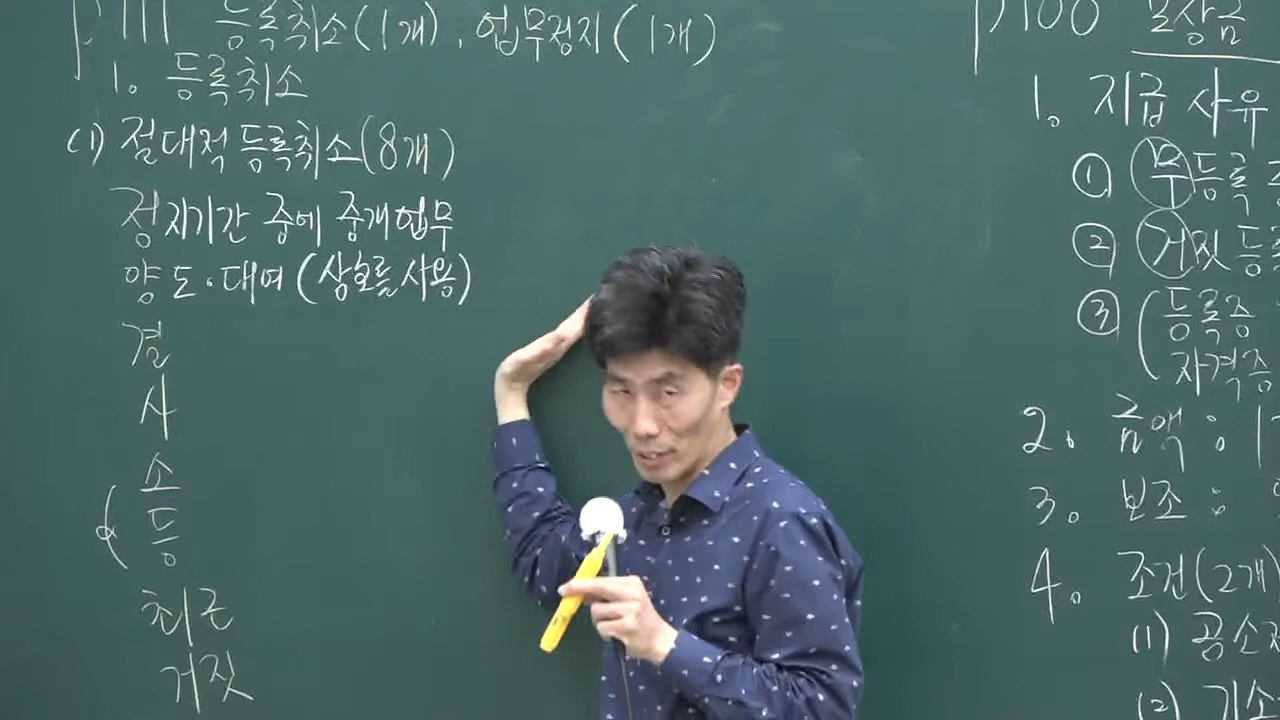 p 111 등록취소(1개), 업무정지(1개)
1. 등록취소
(1) 절대적 등록취소(8개)
정지기간 중에 중개업무
양도·대여(상호를사용)
결
사
소
등
최근
거짓
p100 포상금
1. 지급 사유
① 무등록
② 거짓 등
③ 등록증
자격증
2. 금액 : 1
3. 보조 :
4. 조건(2개)
(1) 공소
(2) 기소